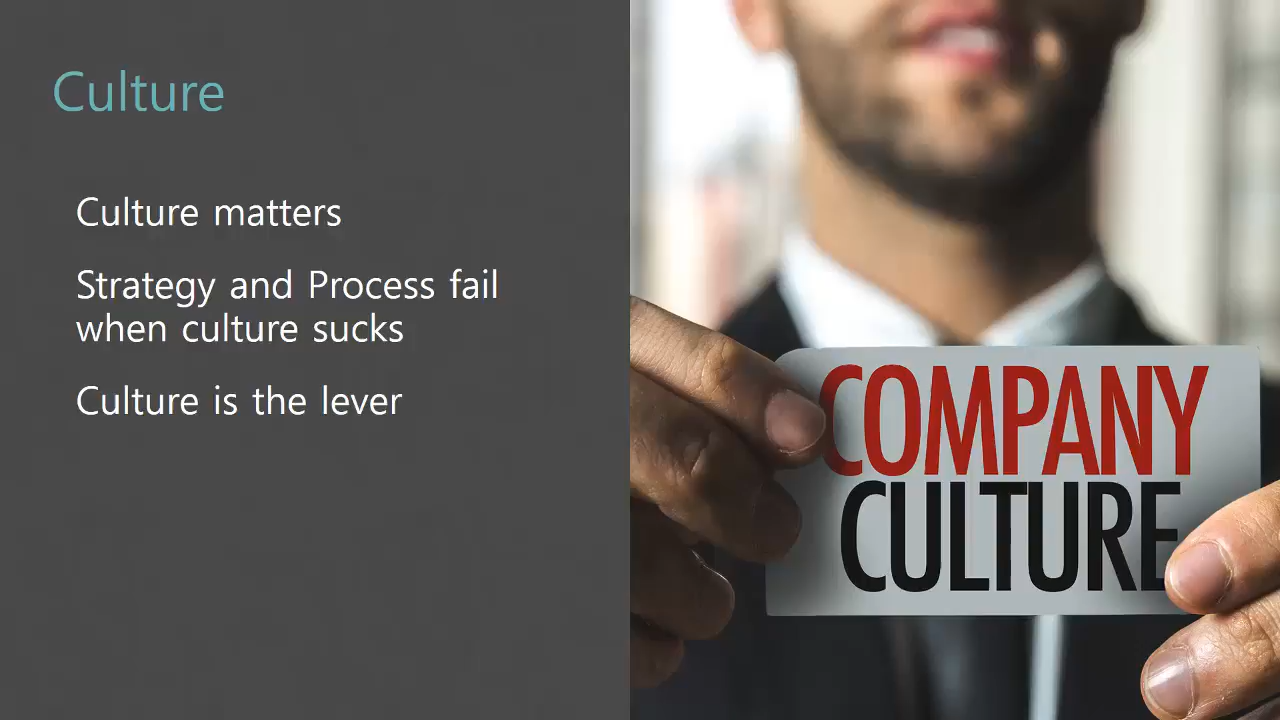 Culture
Culture matters
Strategy and Process fail
when culture sucks
Culture is the lever
COMPANY
CULTURE